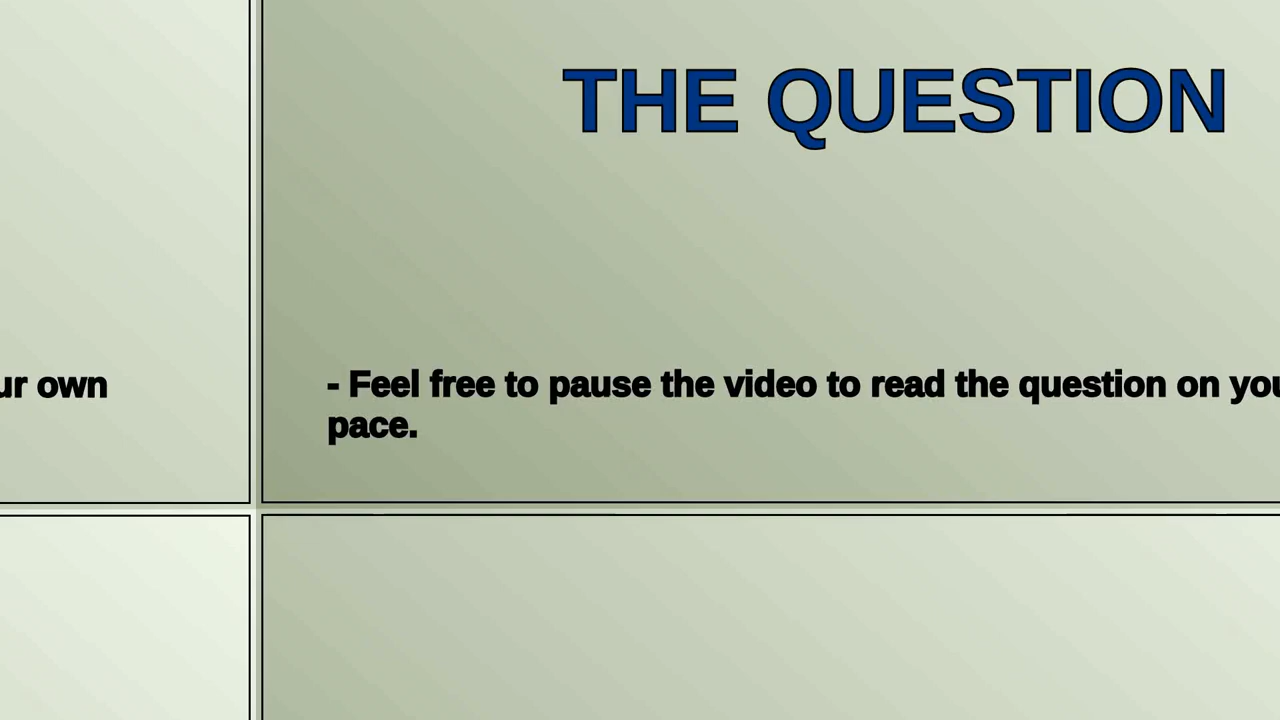 THE QUESTION
ur own
- Feel free to pause the video to read the question on you
pace.